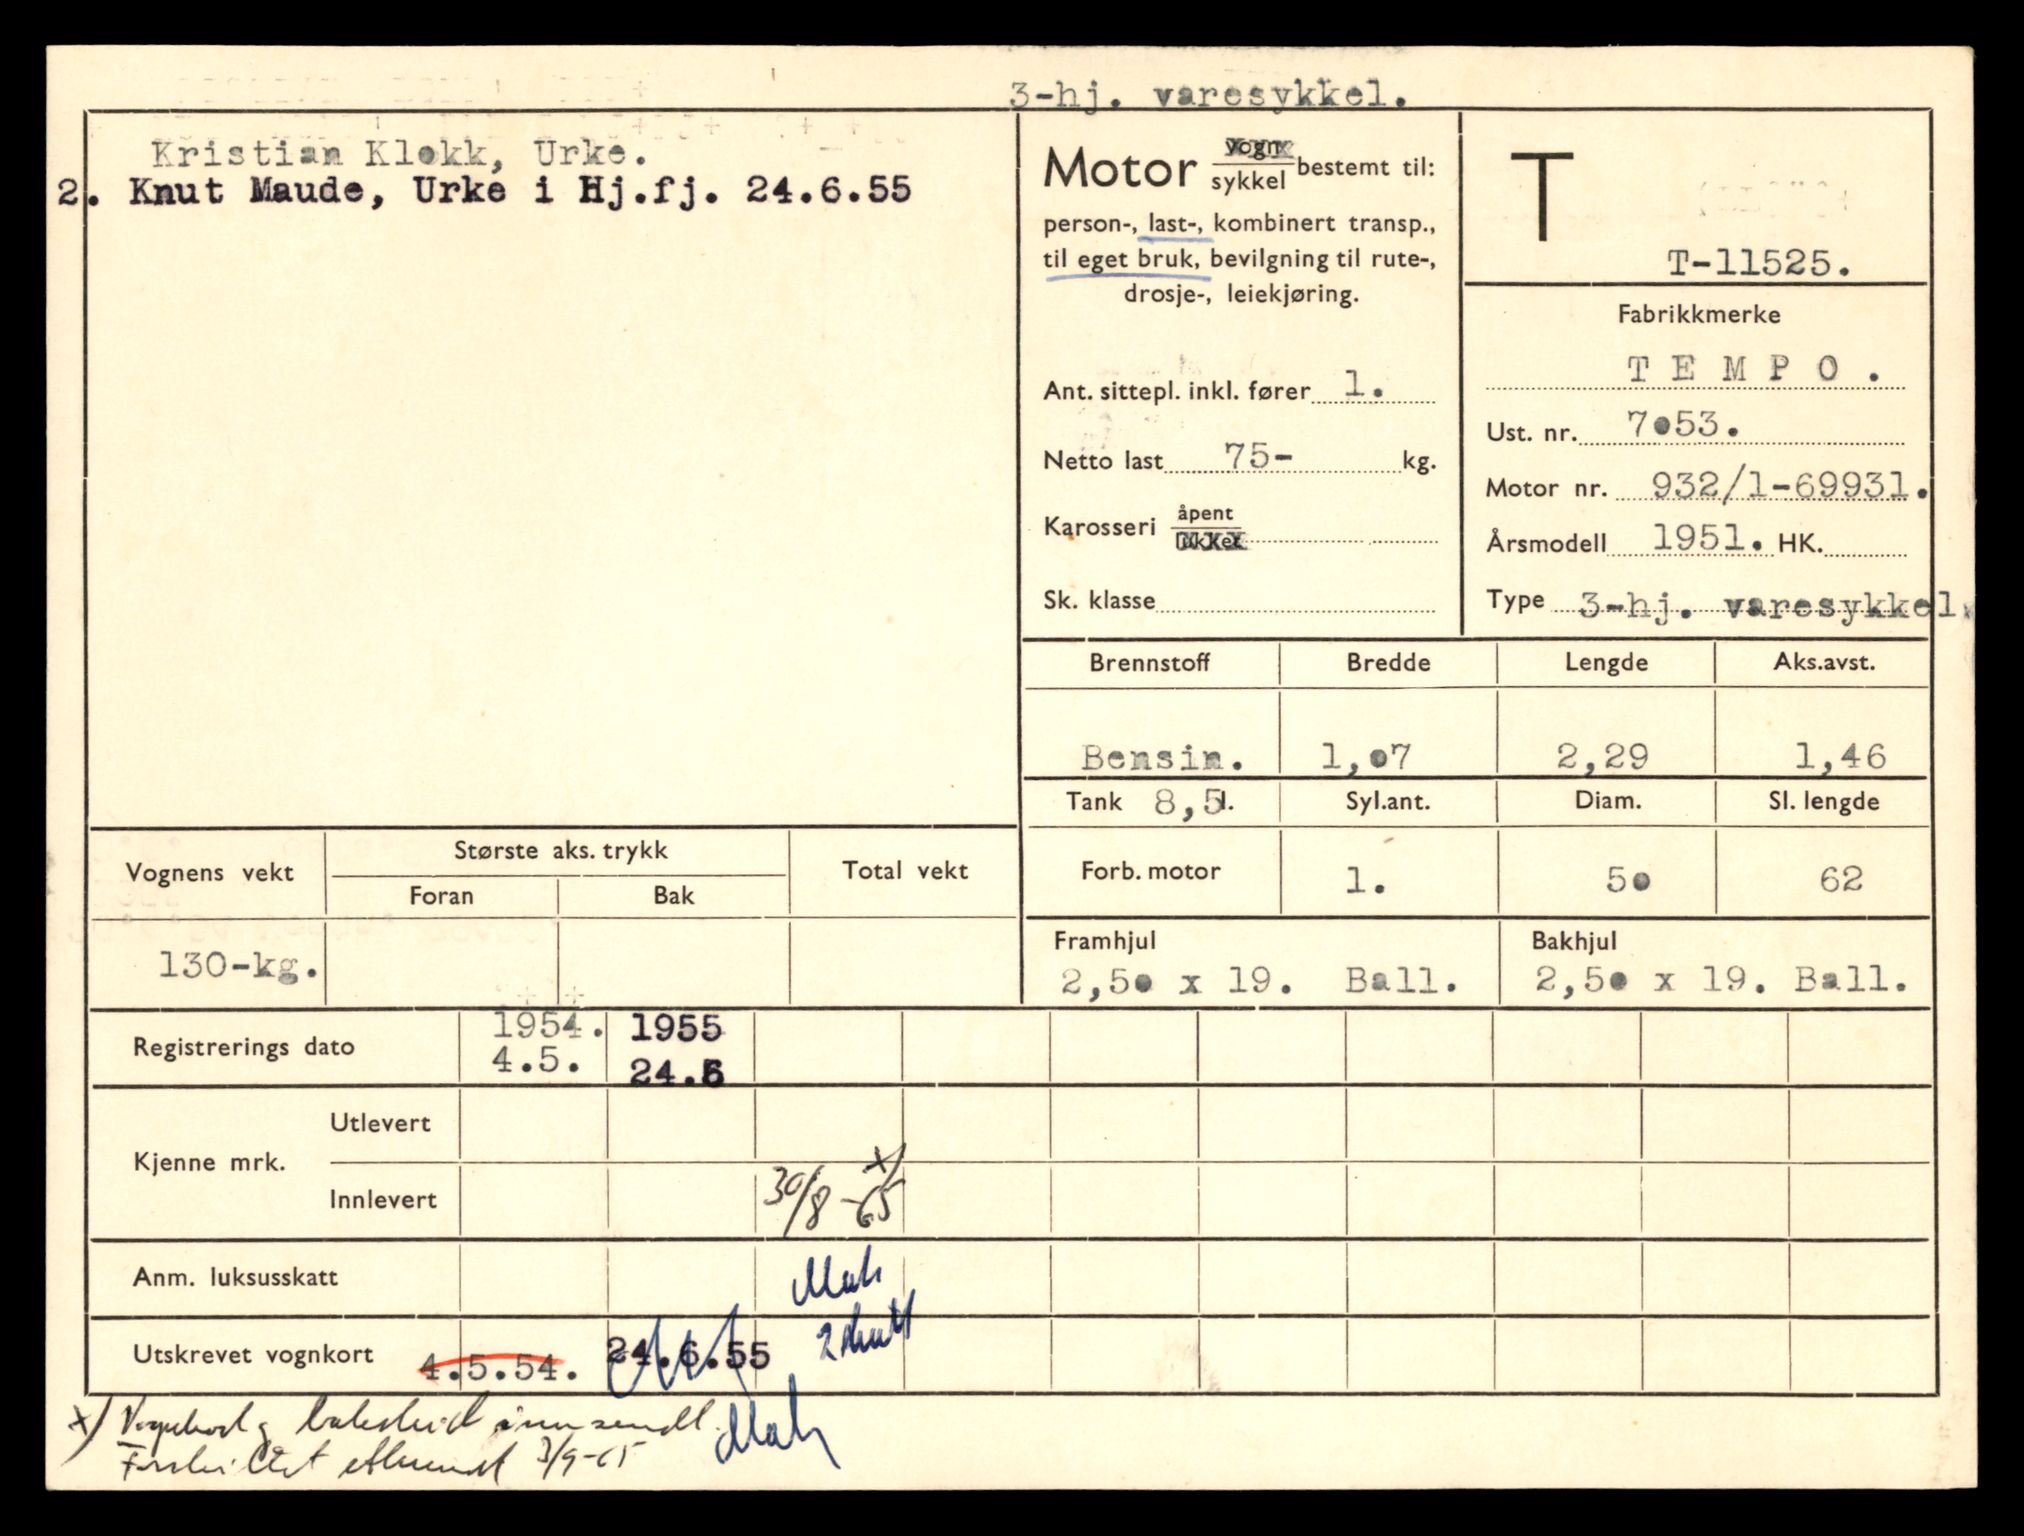 3-hj. varesykkel.
Kristian Klokk, Urke.
2. Knut Maude, Urke i Hj.fj. 24.6.55
Motor vogn sykkel bestemt til:
person-, last-, kombinert transp.,
til eget bruk, bevilgning til rute-,
drosje-, leiekjøring.
Ant. sittepl. inkl. fører 1.
Netto last 75- kg.
Karosseri åpent lukket
Sk. klasse
T
T-11525.
Fabrikkmerke
TEMPO.
Ust. nr. 7053.
Motor nr. 932/1-69931.
Årsmodell 1951. HK.
Type 3-hj. varesykkel.
Brennstoff Bredde Lengde Aks.avst.
Bensin. 1,07 2,29 1,46
Tank 8,5l. Syl.ant. Diam. Sl. lengde
Forb. motor 1. 50 62
Framhjul Bakhjul
2,50 x 19. Ball. 2,50 x 19. Ball.
Vognens vekt Største aks. trykk Total vekt
Foran Bak
130-kg.
Registrerings dato 1954. 1955
4.5. 24.6
Kjenne mrk. Utlevert
Innlevert 30/8 -65 x)
Anm. luksusskatt
Utskrevet vognkort 4.5.54. 24.6.55
x) innsendt.
3/9-65